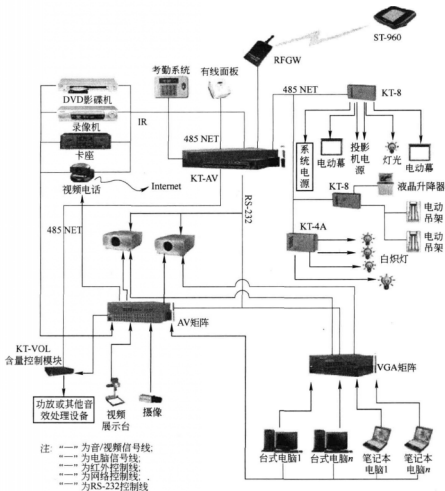 ST-960
RFGW
考勤系统
有线面板
485 NET
KT-8
DVD影碟机
IR
录像机
卡座
485 NET
KT-AV
视频电话
Internet
系统电源
电动幕
投影机电源
灯光
电动幕
KT-8
液晶升降器
电动吊架
电动吊架
485 NET
RS-232
KT-4A
白炽灯
AV矩阵
KT-VOL
含量控制模块
VGA矩阵
功放或其他音
效处理设备
视频
展示台
摄像
台式电脑1
台式电脑n
笔记本
电脑1
笔记本
电脑n
注: "—" 为音/视频信号线;
"—" 为电脑信号线;
"—" 为红外控制线;
"—" 为网络控制线;
"—" 为RS-232控制线